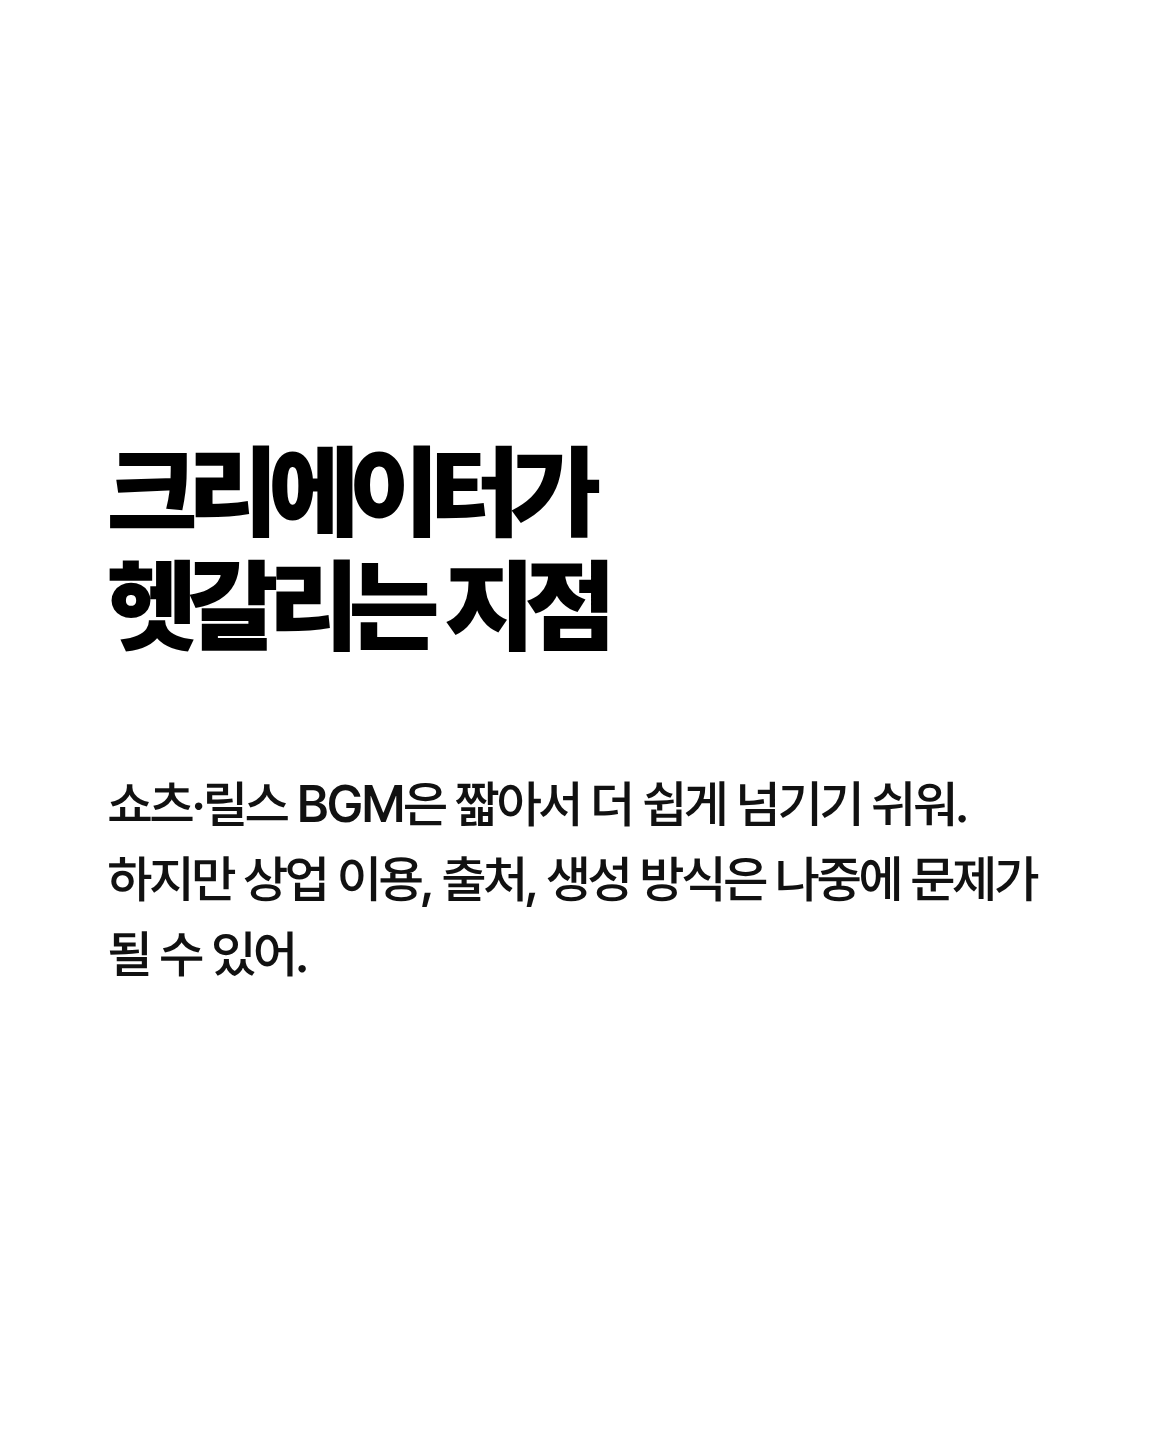 크리에이터가
헷갈리는 지점
쇼츠·릴스 BGM은 짧아서 더 쉽게 넘기기 쉬워.
하지만 상업 이용, 출처, 생성 방식은 나중에 문제가
될 수 있어.